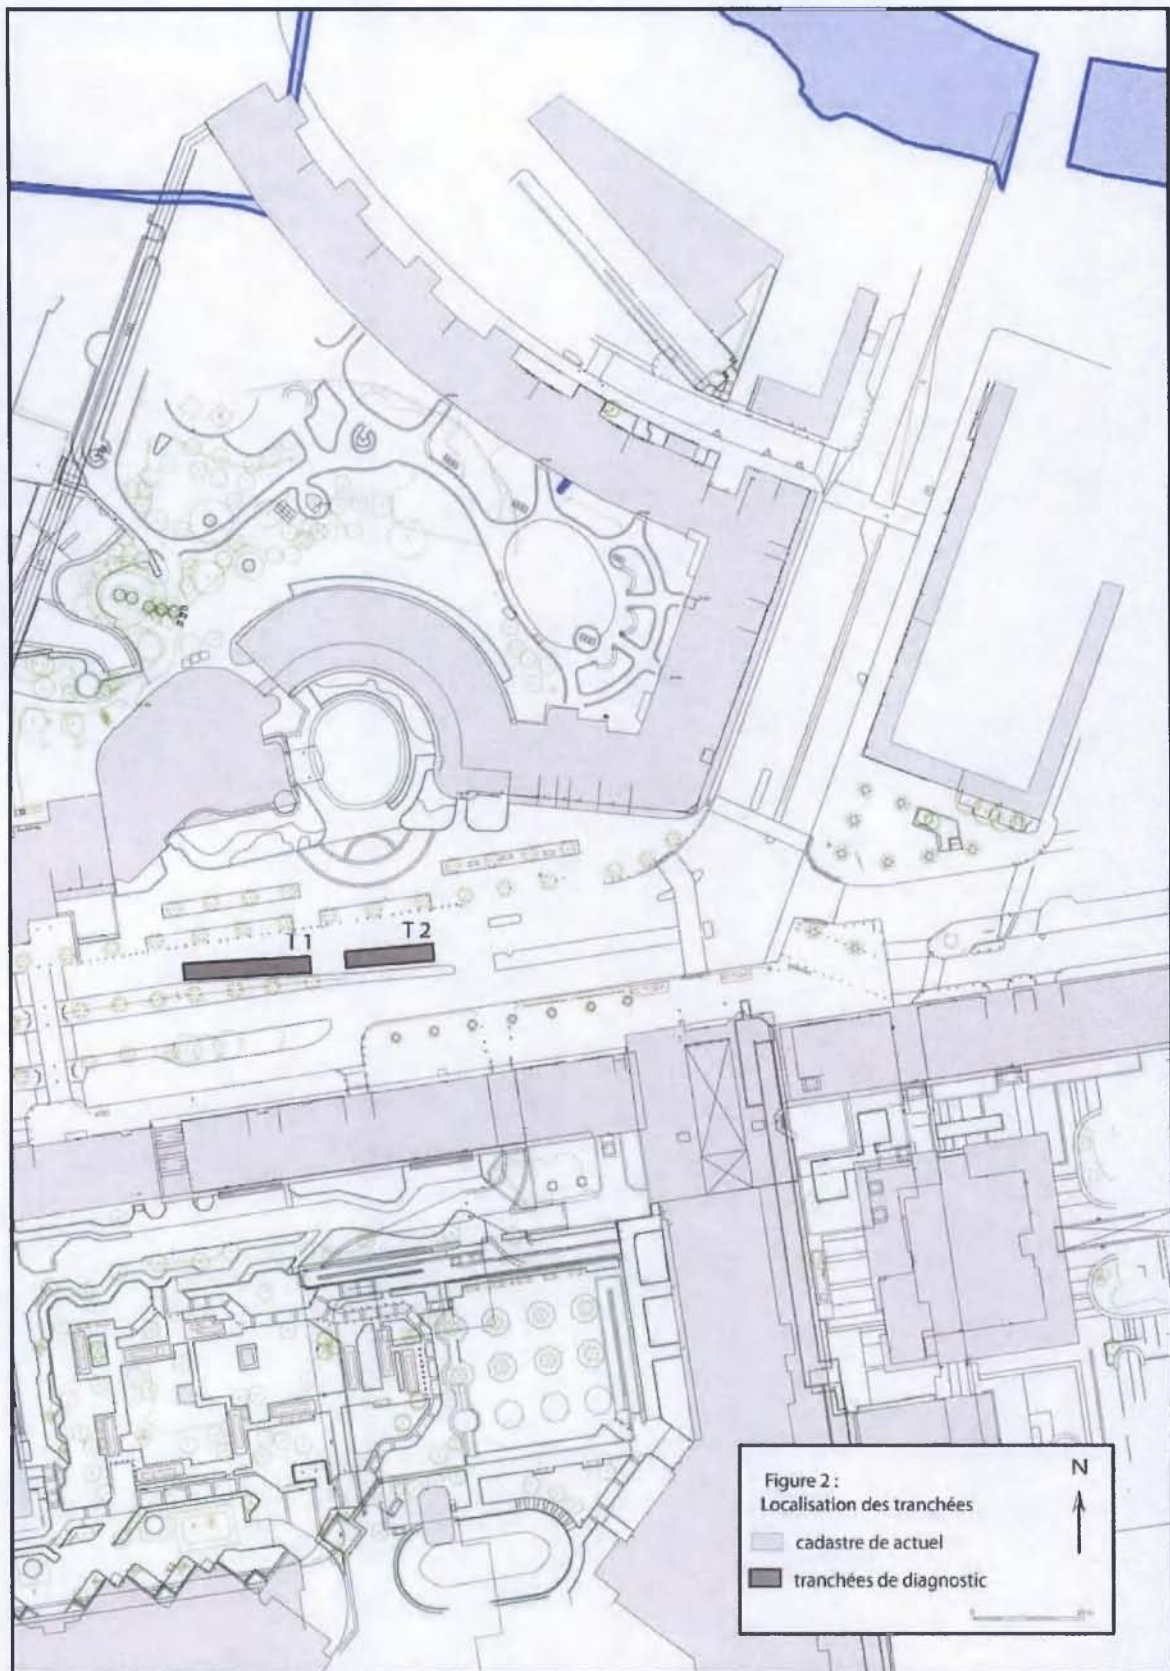 T 1
T 2
Figure 2 :
Localisation des tranchées
N
cadastre de actuel
tranchées de diagnostic